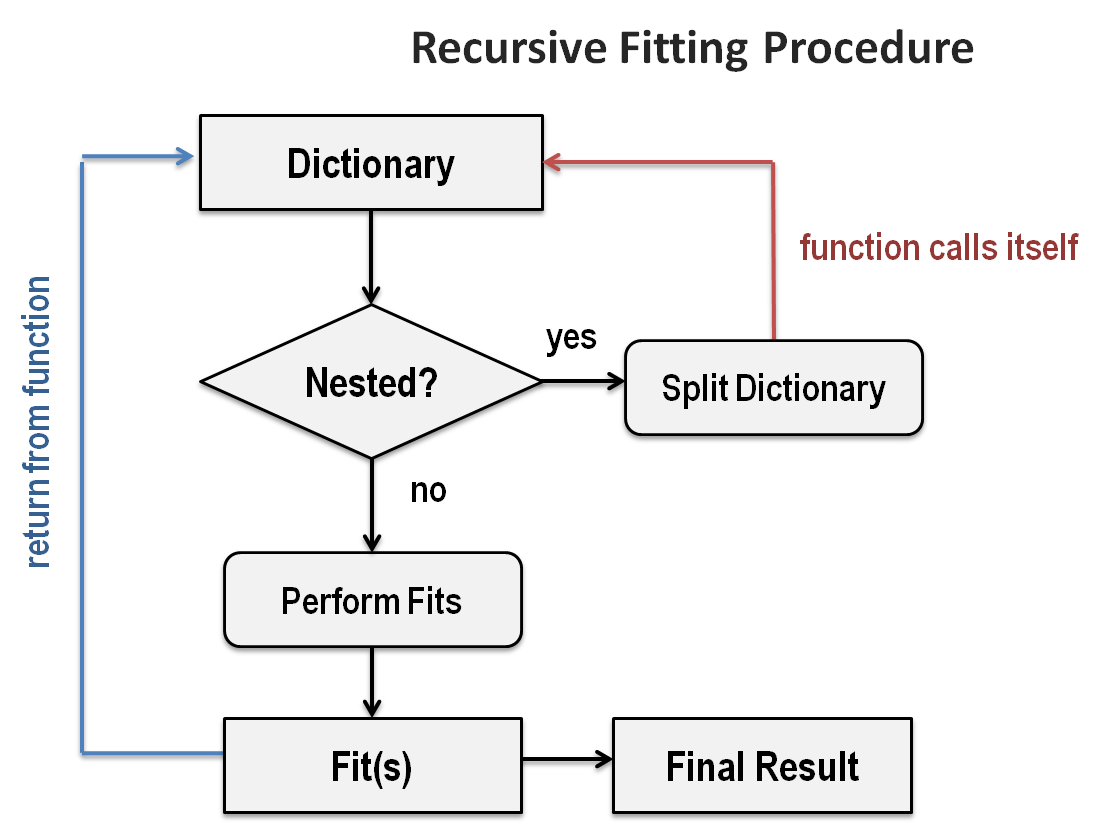 Recursive Fitting Procedure
Dictionary
function calls itself
return from function
Nested?
yes
Split Dictionary
no
Perform Fits
Fit(s)
Final Result